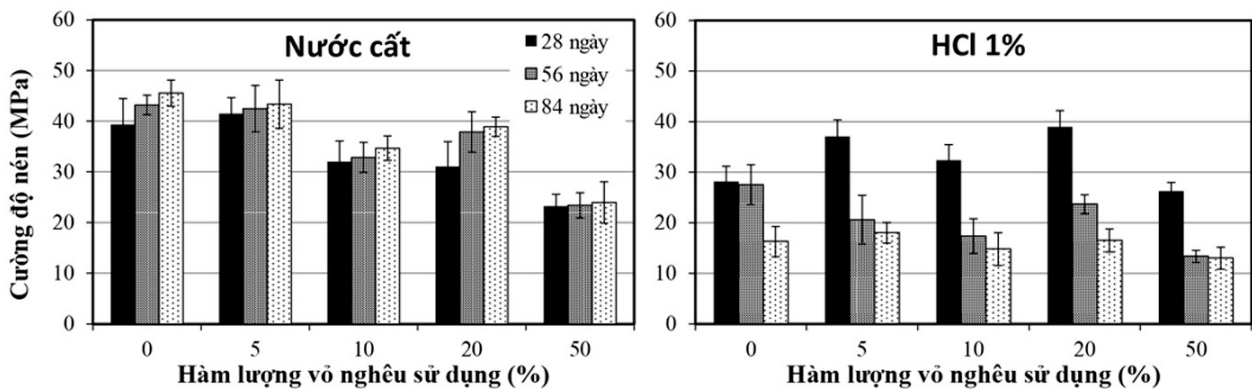 Cường độ nén (MPa)
60
50
40
30
20
10
0
Nước cất
28 ngày
56 ngày
84 ngày
0 5 10 20 50
Hàm lượng vỏ nghêu sử dụng (%)
60
50
40
30
20
10
0
HCl 1%
0 5 10 20 50
Hàm lượng vỏ nghêu sử dụng (%)